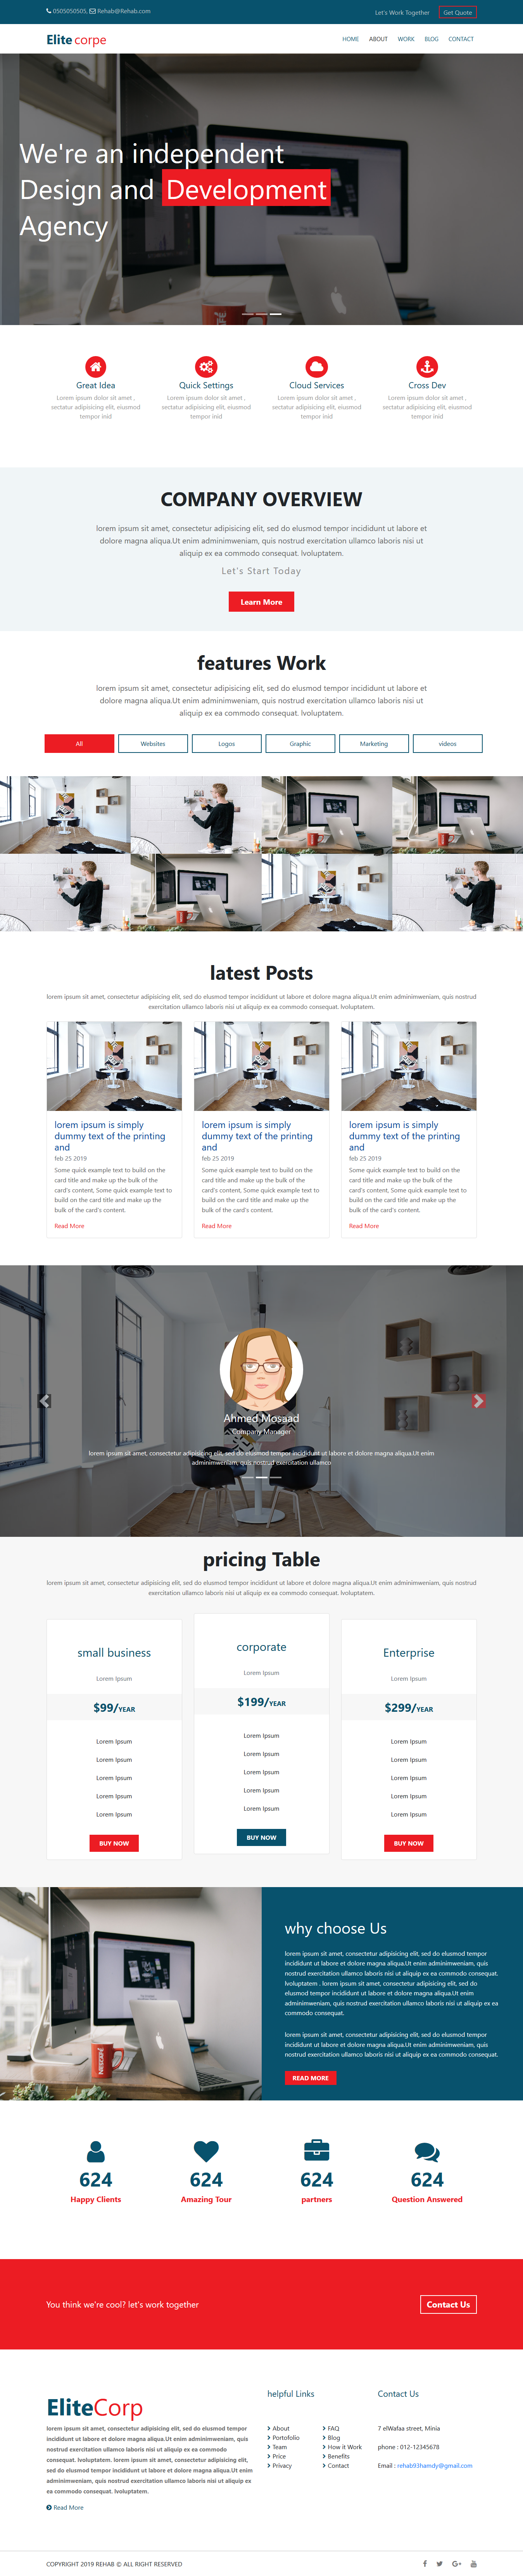 0505050505, Rehab@Rehab.com
Let's Work Together Get Quote
Elite corpe
HOME ABOUT WORK BLOG CONTACT
We're an independent
Design and Development
Agency
Great Idea
Lorem ipsum dolor sit amet ,
sectatur adipisicing elit, eiusmod
tempor inid
Quick Settings
Lorem ipsum dolor sit amet ,
sectatur adipisicing elit, eiusmod
tempor inid
Cloud Services
Lorem ipsum dolor sit amet ,
sectatur adipisicing elit, eiusmod
tempor inid
Cross Dev
Lorem ipsum dolor sit amet ,
sectatur adipisicing elit, eiusmod
tempor inid
COMPANY OVERVIEW
lorem ipsum sit amet, consectetur adipisicing elit, sed do elusmod tempor incididunt ut labore et
dolore magna aliqua.Ut enim adminimweniam, quis nostrud exercitation ullamco laboris nisi ut
aliquip ex ea commodo consequat. lvoluptatem.
Let's Start Today
Learn More
features Work
lorem ipsum sit amet, consectetur adipisicing elit, sed do elusmod tempor incididunt ut labore et
dolore magna aliqua.Ut enim adminimweniam, quis nostrud exercitation ullamco laboris nisi ut
aliquip ex ea commodo consequat. lvoluptatem.
All Websites Logos Graphic Marketing videos
latest Posts
lorem ipsum sit amet, consectetur adipisicing elit, sed do elusmod tempor incididunt ut labore et dolore magna aliqua.Ut enim adminimweniam, quis nostrud
exercitation ullamco laboris nisi ut aliquip ex ea commodo consequat. lvoluptatem.
lorem ipsum is simply
dummy text of the printing
and
feb 25 2019
Some quick example text to build on the
card title and make up the bulk of the
card's content, Some quick example text to
build on the card title and make up the
bulk of the card's content.
Read More
lorem ipsum is simply
dummy text of the printing
and
feb 25 2019
Some quick example text to build on the
card title and make up the bulk of the
card's content, Some quick example text to
build on the card title and make up the
bulk of the card's content.
Read More
lorem ipsum is simply
dummy text of the printing
and
feb 25 2019
Some quick example text to build on the
card title and make up the bulk of the
card's content, Some quick example text to
build on the card title and make up the
bulk of the card's content.
Read More
Ahmed Mosaad
Company Manager
lorem ipsum sit amet, consectetur adipisicing elit, sed do elusmod tempor incididunt ut labore et dolore magna aliqua.Ut enim
adminimweniam, quis nostrud exercitation ullamco
pricing Table
lorem ipsum sit amet, consectetur adipisicing elit, sed do elusmod tempor incididunt ut labore et dolore magna aliqua.Ut enim adminimweniam, quis nostrud
exercitation ullamco laboris nisi ut aliquip ex ea commodo consequat. lvoluptatem.
small business
Lorem Ipsum
$99/YEAR
Lorem Ipsum
Lorem Ipsum
Lorem Ipsum
Lorem Ipsum
Lorem Ipsum
BUY NOW
corporate
Lorem Ipsum
$199/YEAR
Lorem Ipsum
Lorem Ipsum
Lorem Ipsum
Lorem Ipsum
Lorem Ipsum
BUY NOW
Enterprise
Lorem Ipsum
$299/YEAR
Lorem Ipsum
Lorem Ipsum
Lorem Ipsum
Lorem Ipsum
Lorem Ipsum
BUY NOW
NESCAFÉ
why choose Us
lorem ipsum sit amet, consectetur adipisicing elit, sed do elusmod tempor
incididunt ut labore et dolore magna aliqua.Ut enim adminimweniam, quis
nostrud exercitation ullamco laboris nisi ut aliquip ex ea commodo consequat.
lvoluptatem . lorem ipsum sit amet, consectetur adipisicing elit, sed do
elusmod tempor incididunt ut labore et dolore magna aliqua.Ut enim
adminimweniam, quis nostrud exercitation ullamco laboris nisi ut aliquip ex ea
commodo consequat.
lorem ipsum sit amet, consectetur adipisicing elit, sed do elusmod tempor
incididunt ut labore et dolore magna aliqua.Ut enim adminimweniam, quis
nostrud exercitation ullamco laboris nisi ut aliquip ex ea commodo consequat.
READ MORE
624
Happy Clients
624
Amazing Tour
624
partners
624
Question Answered
You think we're cool? let's work together
Contact Us
EliteCorp
lorem ipsum sit amet, consectetur adipisicing elit, sed do elusmod tempor
incididunt ut labore et dolore magna aliqua.Ut enim adminimweniam, quis
nostrud exercitation ullamco laboris nisi ut aliquip ex ea commodo
consequat. lvoluptatem. lorem ipsum sit amet, consectetur adipisicing elit,
sed do elusmod tempor incididunt ut labore et dolore magna aliqua.Ut enim
adminimweniam, quis nostrud exercitation ullamco laboris nisi ut aliquip ex
ea commodo consequat. lvoluptatem.
Read More
helpful Links
About
Portofolio
Team
Price
Privacy
FAQ
Blog
How it Work
Benefits
Contact
Contact Us
7 elWafaa street, Minia
phone : 012-12345678
Email : rehab93hamdy@gmail.com
COPYRIGHT 2019 REHAB © ALL RIGHT RESERVED